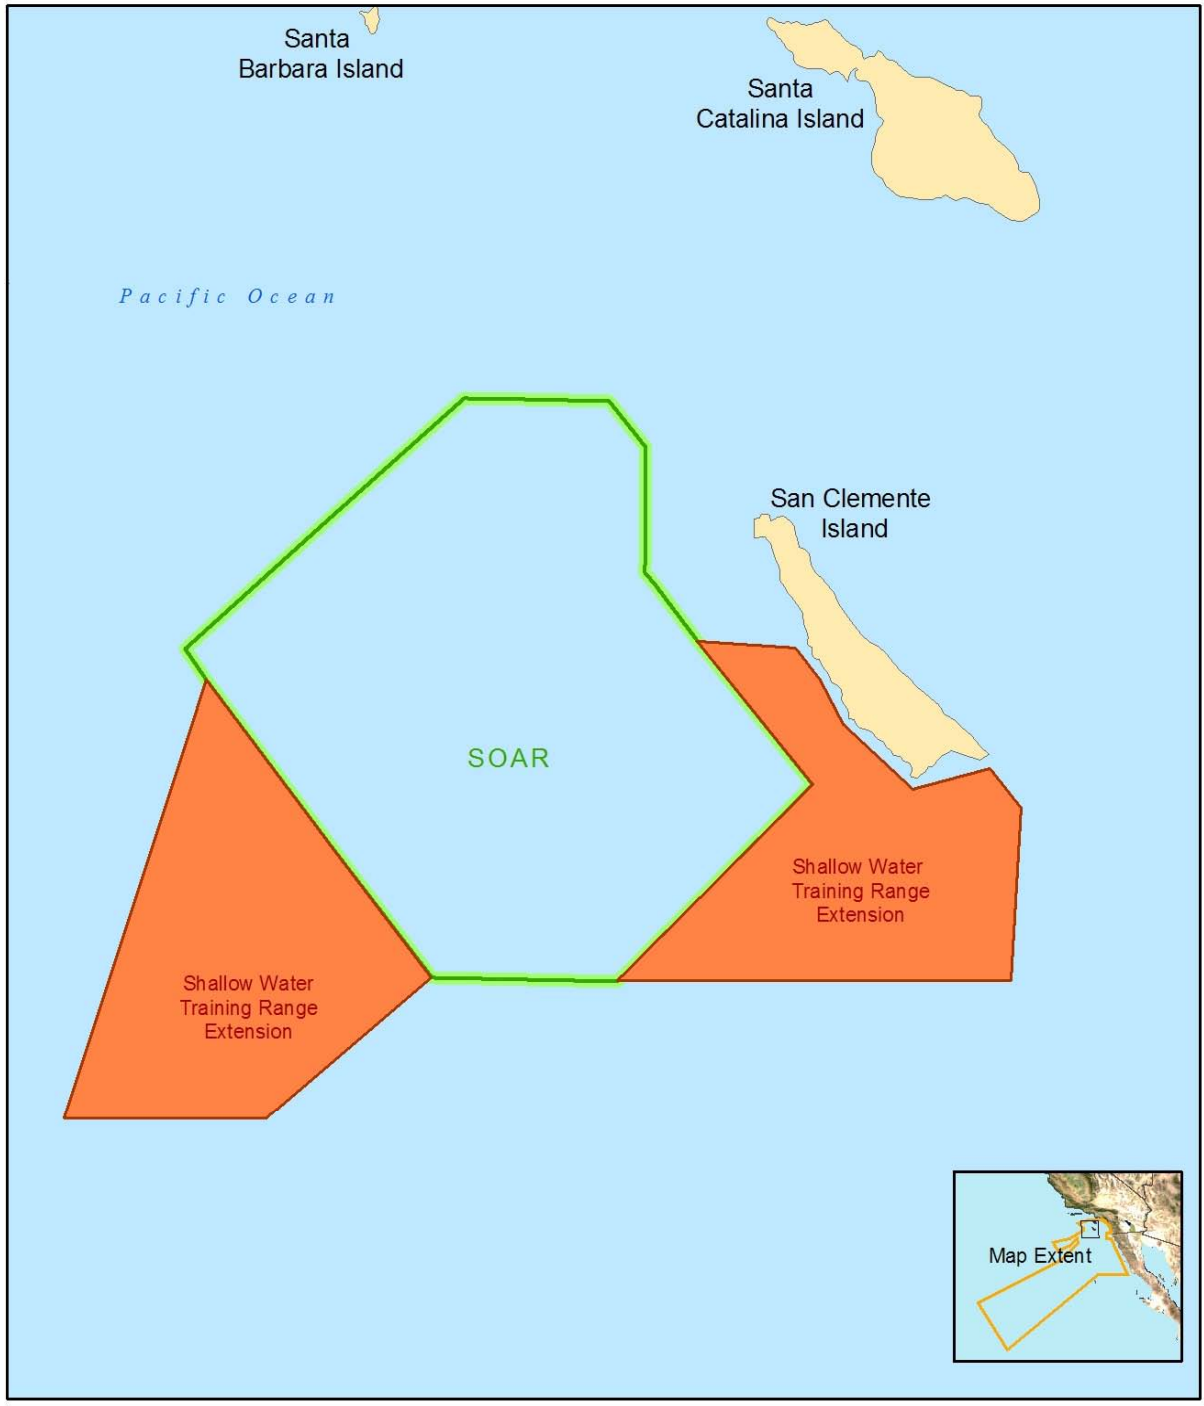 Santa
Barbara Island
Santa
Catalina Island
Pacific Ocean
San Clemente
Island
SOAR
Shallow Water
Training Range
Extension
Shallow Water
Training Range
Extension
Map Extent